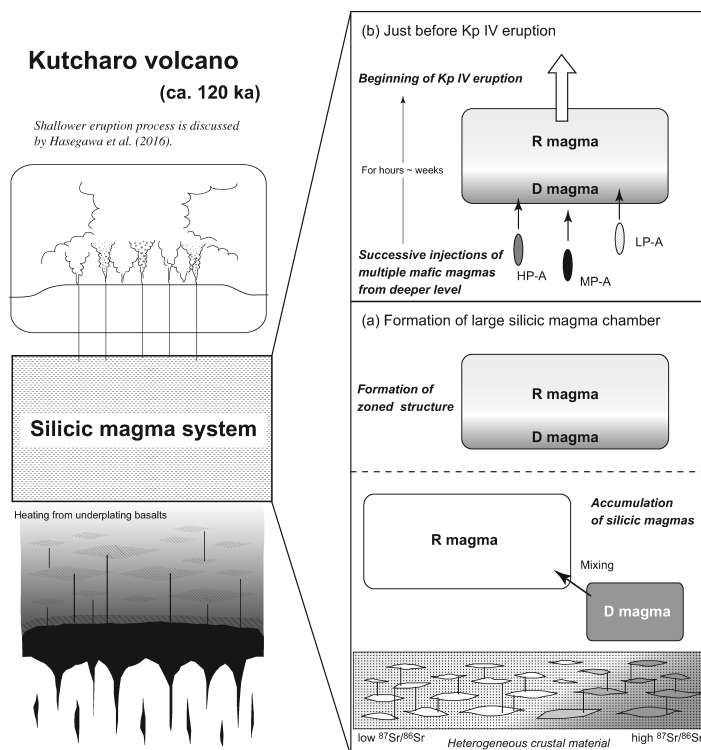 Kutcharo volcano
(ca. 120 ka)
Shallower eruption process is discussed
by Hasegawa et al. (2016).
Silicic magma system
Heating from underplating basalts
(b) Just before Kp IV eruption
Beginning of Kp IV eruption
R magma
For hours ~ weeks
D magma
LP-A
Successive injections of
multiple mafic magmas
from deeper level
HP-A
MP-A
(a) Formation of large silicic magma chamber
Formation of
zoned structure
R magma
D magma
Accumulation
of silicic magmas
R magma
Mixing
D magma
low ⁸⁷Sr/⁸⁶Sr
Heterogeneous crustal material
high ⁸⁷Sr/⁸⁶Sr